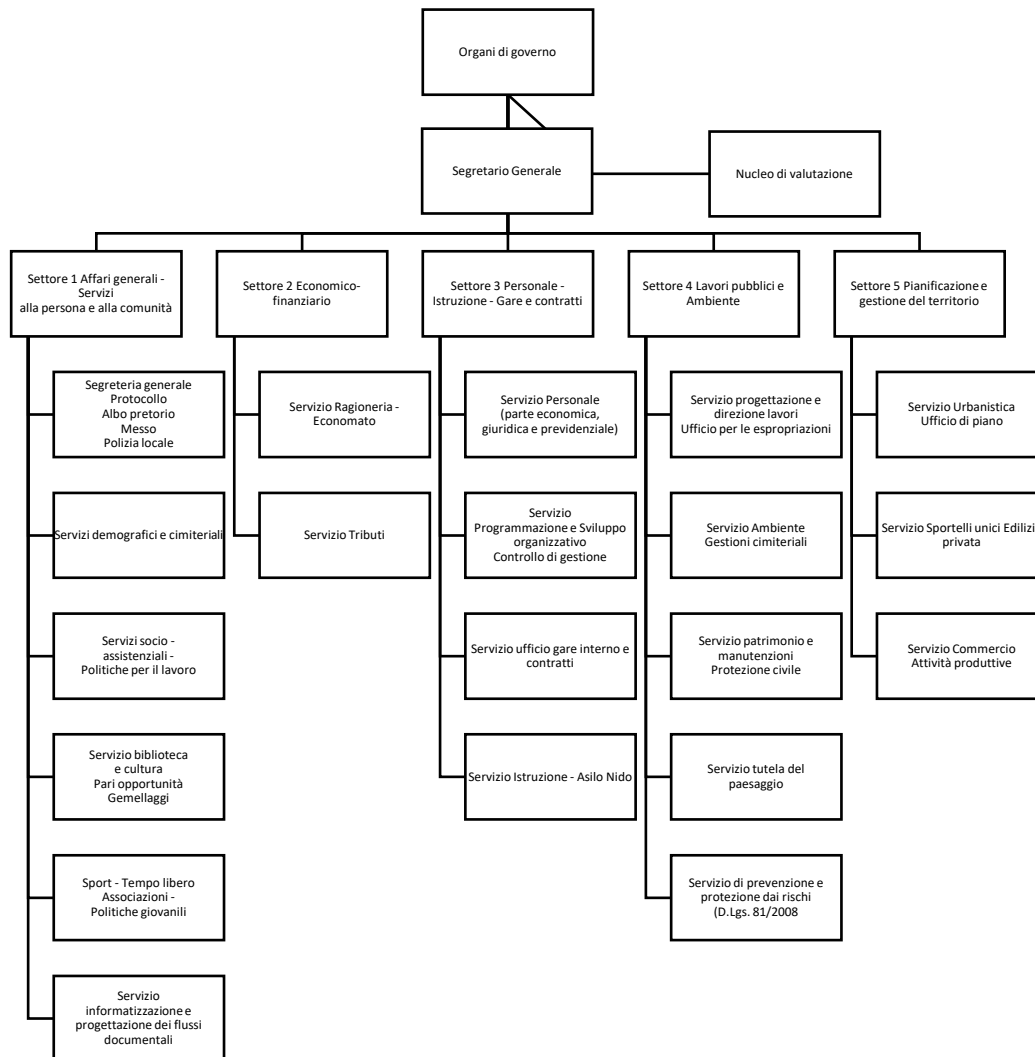 Organi di governo
Segretario Generale
Nucleo di valutazione
Settore 1 Affari generali -
Servizi
alla persona e alla comunità
Settore 2 Economico-
finanziario
Settore 3 Personale -
Istruzione - Gare e contratti
Settore 4 Lavori pubblici e
Ambiente
Settore 5 Pianificazione e
gestione del territorio
Segreteria generale
Protocollo
Albo pretorio
Messo
Polizia locale
Servizi demografici e cimiteriali
Servizi socio -
assistenziali -
Politiche per il lavoro
Servizio biblioteca
e cultura
Pari opportunità
Gemellaggi
Sport - Tempo libero
Associazioni -
Politiche giovanili
Servizio
informatizzazione e
progettazione dei flussi
documentali
Servizio Ragioneria -
Economato
Servizio Tributi
Servizio Personale
(parte economica,
giuridica e previdenziale)
Servizio
Programmazione e Sviluppo
organizzativo
Controllo di gestione
Servizio ufficio gare interno e
contratti
Servizio Istruzione - Asilo Nido
Servizio progettazione e
direzione lavori
Ufficio per le espropriazioni
Servizio Ambiente
Gestioni cimiteriali
Servizio patrimonio e
manutenzioni
Protezione civile
Servizio tutela del
paesaggio
Servizio di prevenzione e
protezione dai rischi
(D.Lgs. 81/2008
Servizio Urbanistica
Ufficio di piano
Servizio Sportelli unici Edilizi
privata
Servizio Commercio
Attività produttive